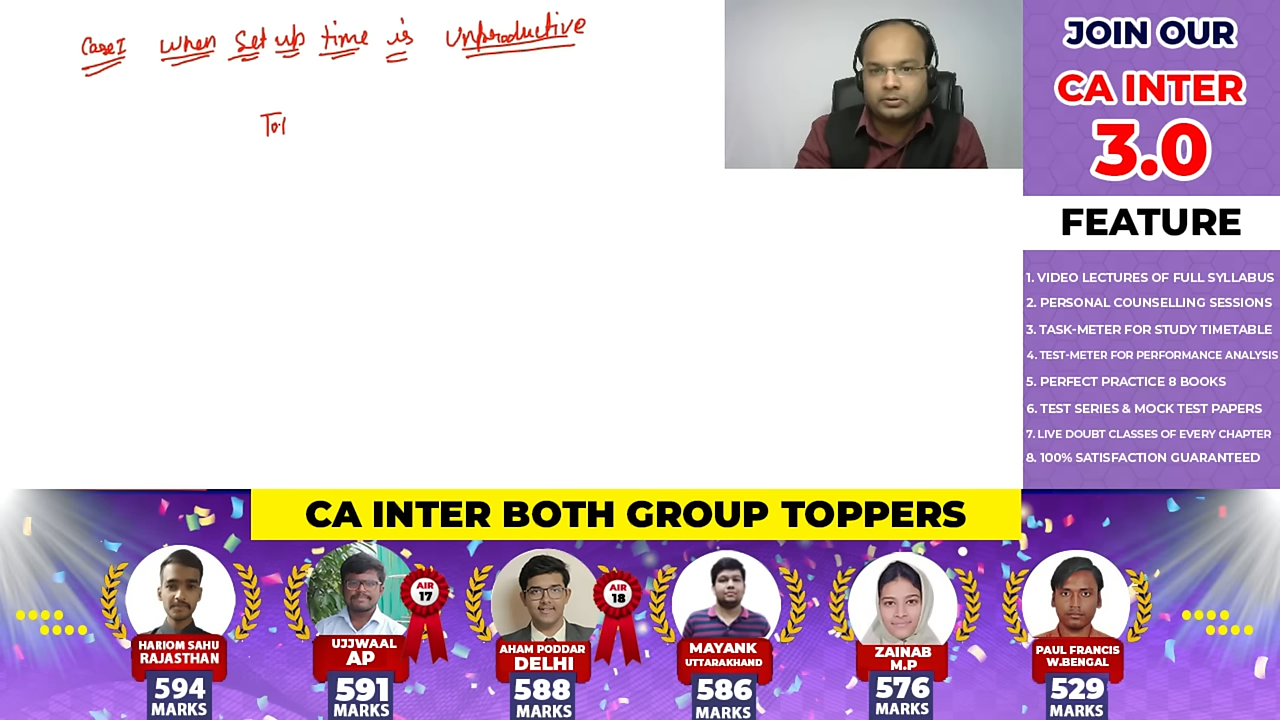 Case I when Set up time is Unproductive
JOIN OUR
CA INTER
3.0
FEATURE
1. VIDEO LECTURES OF FULL SYLLABUS
2. PERSONAL COUNSELLING SESSIONS
3. TASK-METER FOR STUDY TIMETABLE
4. TEST-METER FOR PERFORMANCE ANALYSIS
5. PERFECT PRACTICE 8 BOOKS
6. TEST SERIES & MOCK TEST PAPERS
7. LIVE DOUBT CLASSES OF EVERY CHAPTER
8. 100% SATISFACTION GUARANTEED
CA INTER BOTH GROUP TOPPERS
HARIOM SAHU
RAJASTHAN
594
MARKS
AIR
17
UJJWAAL
AP
591
MARKS
AIR
18
AHAM PODDAR
DELHI
588
MARKS
MAYANK
UTTARAKHAND
586
MARKS
ZAINAB
M.P
576
MARKS
PAUL FRANCIS
W.BENGAL
529
MARKS